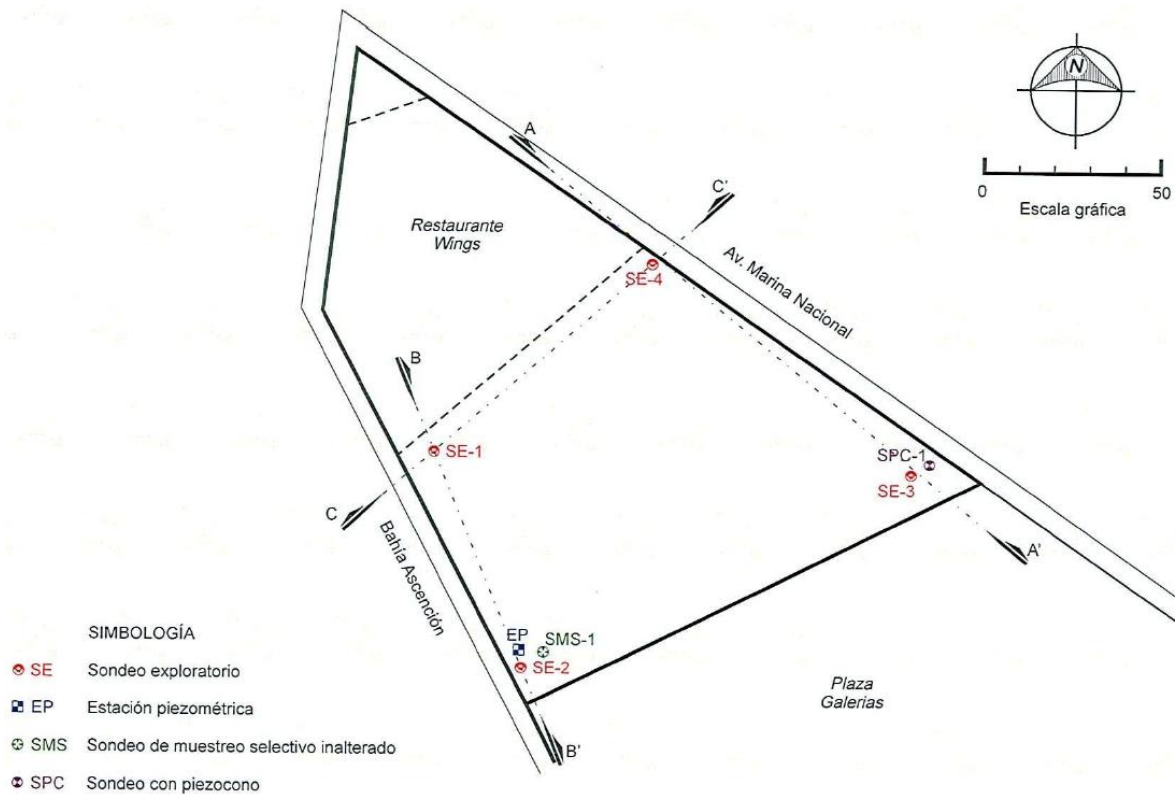 N
0
50
Escala gráfica
A
C'
Restaurante
Wings
SE-4
Av. Marina Nacional
B
SE-1
SPC-1
SE-3
C
A'
Bahía Ascención
EP
SMS-1
SE-2
Plaza
Galerias
B'
SIMBOLOGÍA
SE Sondeo exploratorio
EP Estación piezométrica
SMS Sondeo de muestreo selectivo inalterado
SPC Sondeo con piezocono